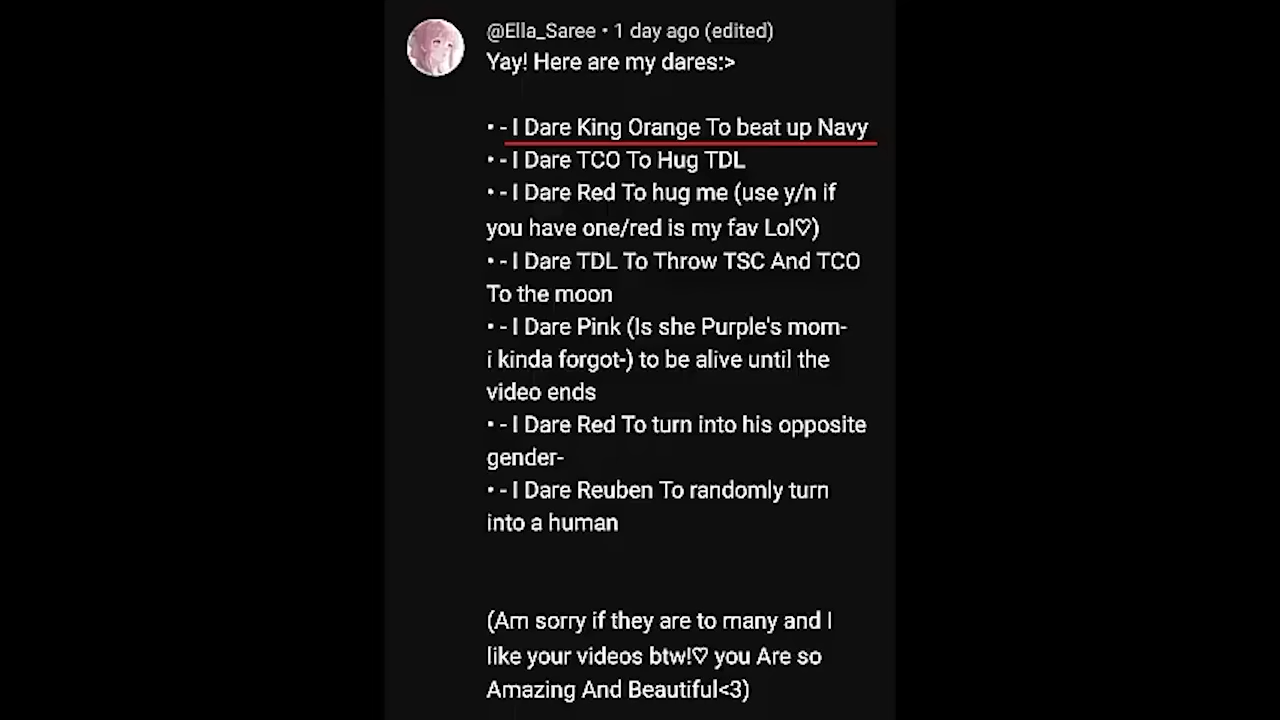 @Ella_Saree • 1 day ago (edited)
Yay! Here are my dares:>
• - I Dare King Orange To beat up Navy
• - I Dare TCO To Hug TDL
• - I Dare Red To hug me (use y/n if
you have one/red is my fav Lol♡)
• - I Dare TDL To Throw TSC And TCO
To the moon
• - I Dare Pink (Is she Purple's mom-
i kinda forgot-) to be alive until the
video ends
• - I Dare Red To turn into his opposite
gender-
• - I Dare Reuben To randomly turn
into a human
(Am sorry if they are to many and I
like your videos btw!♡ you Are so
Amazing And Beautiful<3)